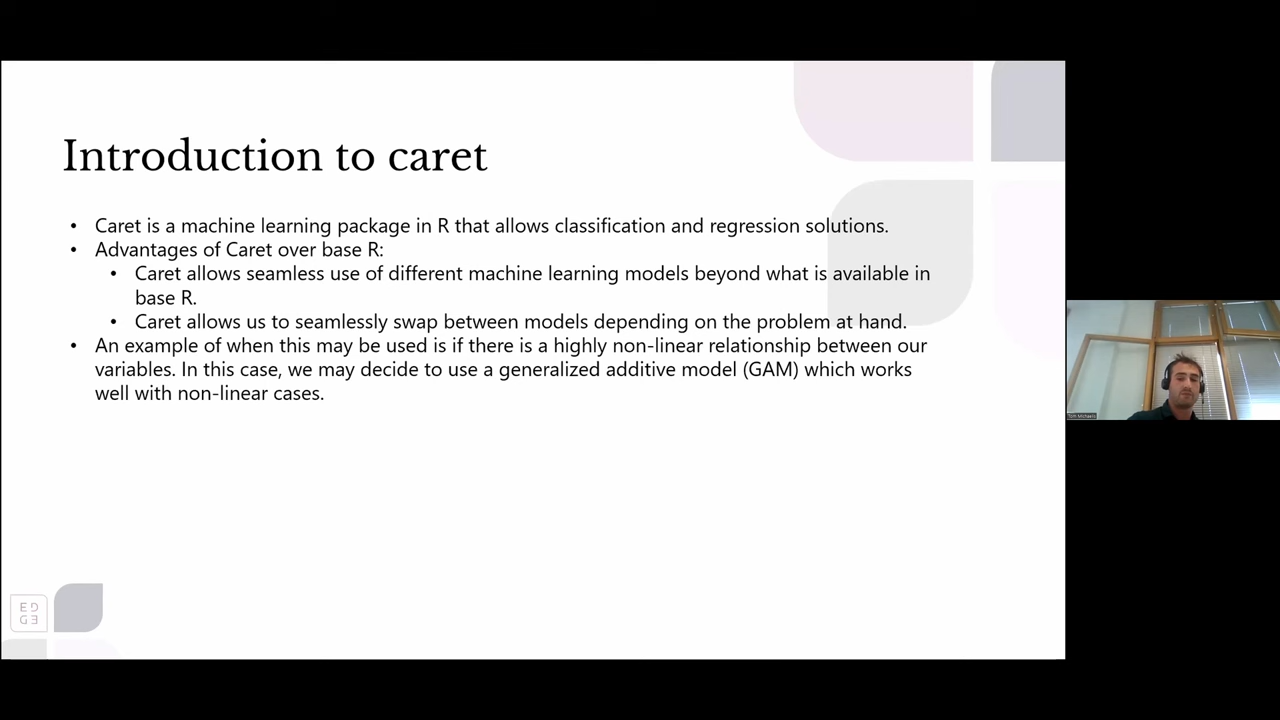 Introduction to caret
• Caret is a machine learning package in R that allows classification and regression solutions.
• Advantages of Caret over base R:
• Caret allows seamless use of different machine learning models beyond what is available in
base R.
• Caret allows us to seamlessly swap between models depending on the problem at hand.
• An example of when this may be used is if there is a highly non-linear relationship between our
variables. In this case, we may decide to use a generalized additive model (GAM) which works
well with non-linear cases.
Tom Michaels
ED
GE